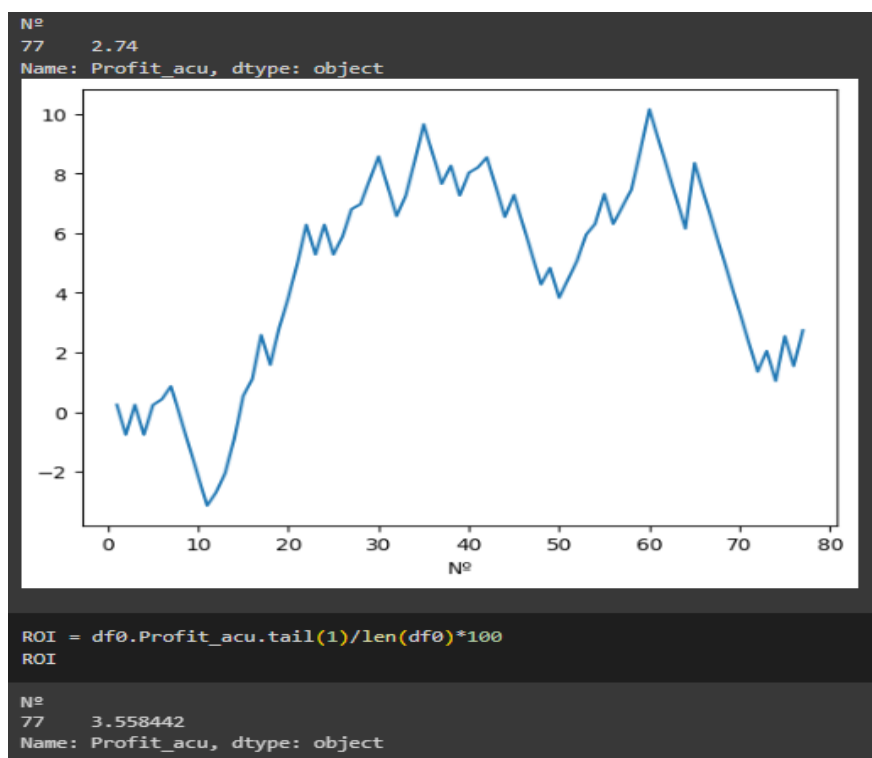 Nº
77 2.74
Name: Profit_acu, dtype: object
10
8
6
4
2
0
−2
0 10 20 30 40 50 60 70 80
Nº
ROI = df0.Profit_acu.tail(1)/len(df0)*100
ROI
Nº
77 3.558442
Name: Profit_acu, dtype: object